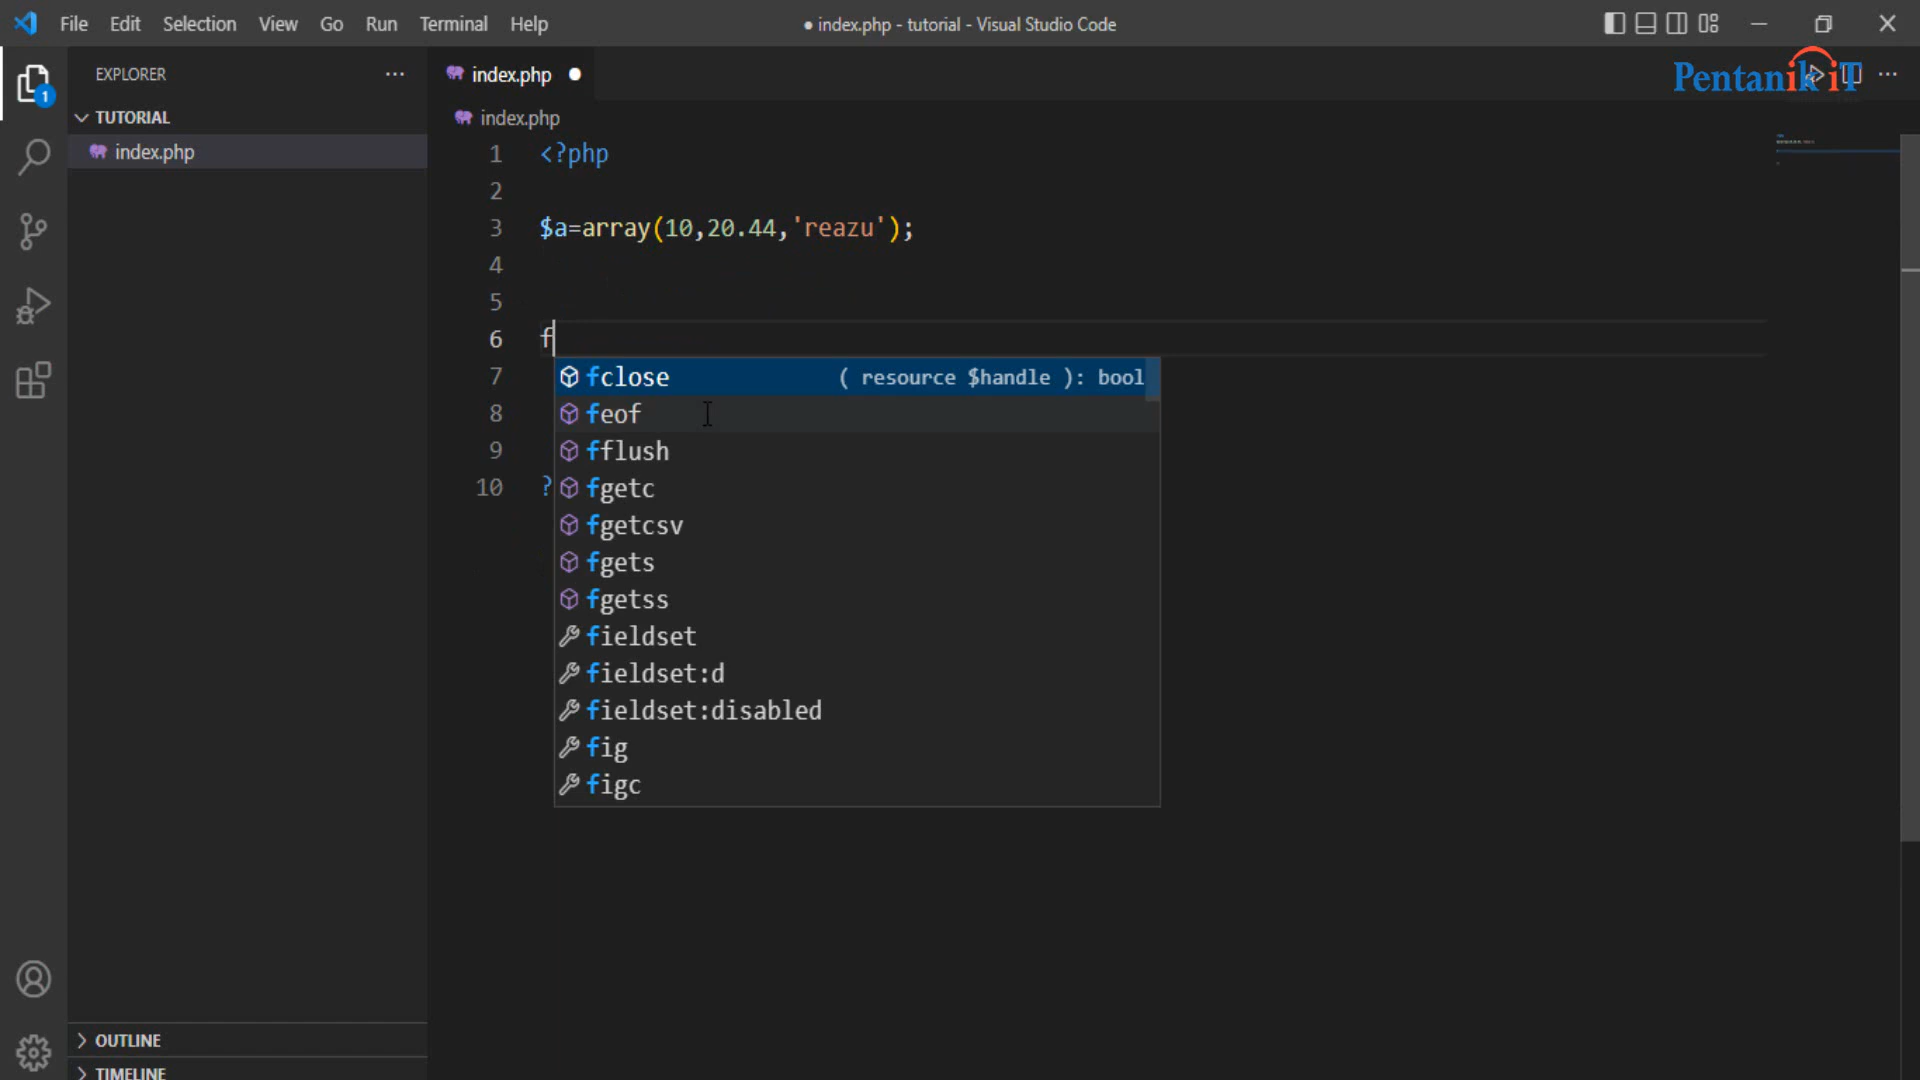 File Edit Selection View Go Run Terminal Help
● index.php - tutorial - Visual Studio Code
EXPLORER
index.php
Pentanik iT
TUTORIAL
index.php
index.php
1 <?php
2
3 $a=array(10,20.44,'reazu');
4
5
6 f
7
8
9
10 ?
fclose ( resource $handle ): bool
feof
fflush
fgetc
fgetcsv
fgets
fgetss
fieldset
fieldset:d
fieldset:disabled
fig
figc
1
OUTLINE
TIMELINE